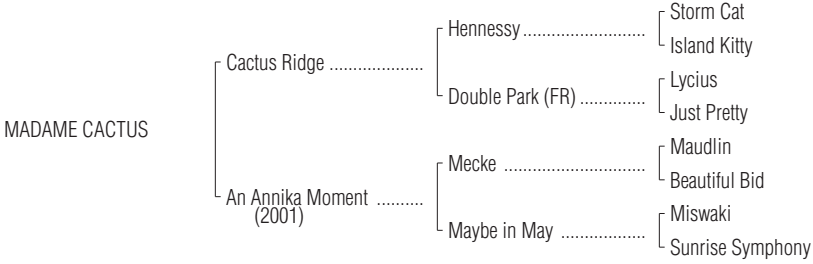 Storm Cat
Hennessy..........................
Island Kitty
Cactus Ridge ....................
Lycius
Double Park (FR) ..............
Just Pretty
MADAME CACTUS
Maudlin
Mecke ..............................
Beautiful Bid
An Annika Moment ..........
(2001)
Miswaki
Maybe in May ..................
Sunrise Symphony